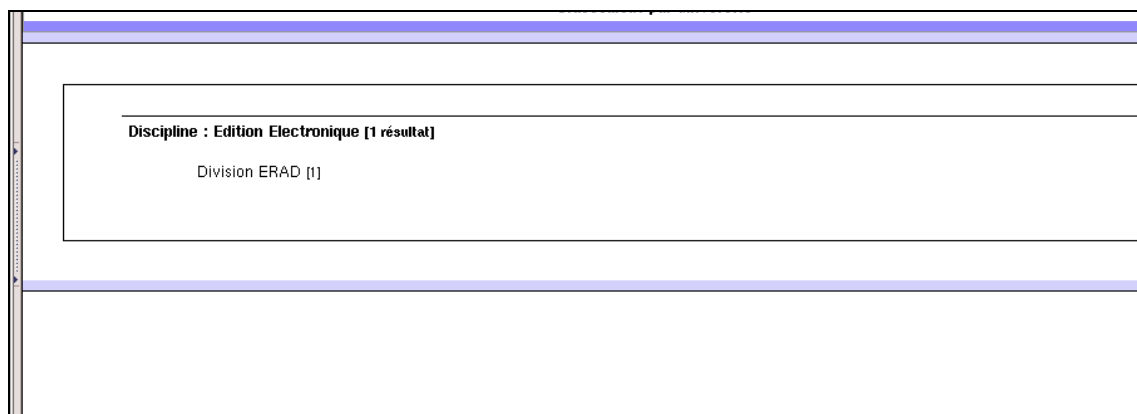 Discipline : Edition Electronique [1 résultat]
Division ERAD [1]